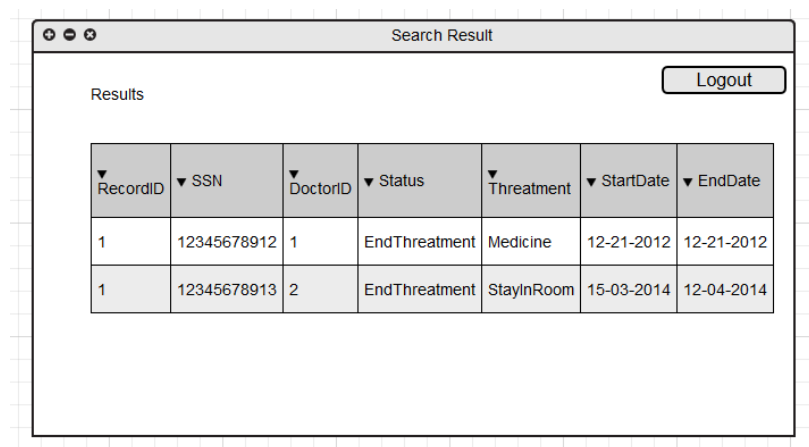 Search Result
Logout
Results
RecordID SSN DoctorID Status Threatment StartDate EndDate
1 12345678912 1 EndThreatment Medicine 12-21-2012 12-21-2012
1 12345678913 2 EndThreatment StayInRoom 15-03-2014 12-04-2014